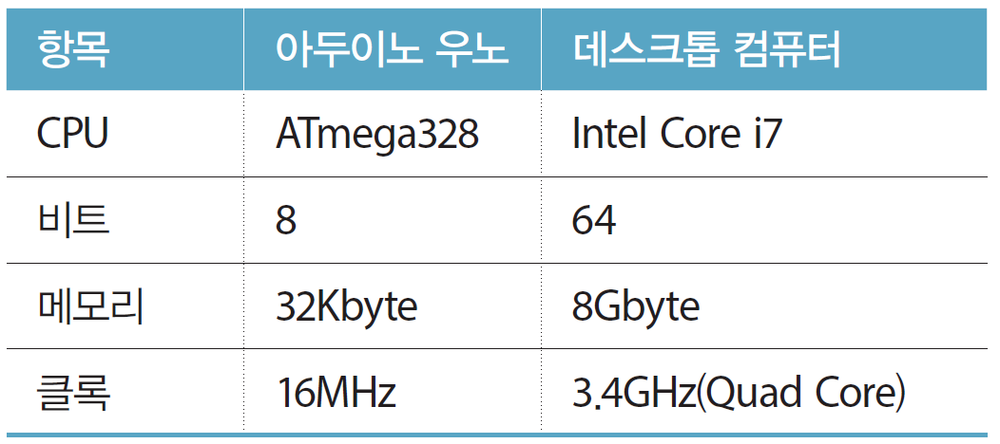 항목 아두이노 우노 데스크톱 컴퓨터
CPU ATmega328 Intel Core i7
비트 8 64
메모리 32Kbyte 8Gbyte
클록 16MHz 3.4GHz(Quad Core)